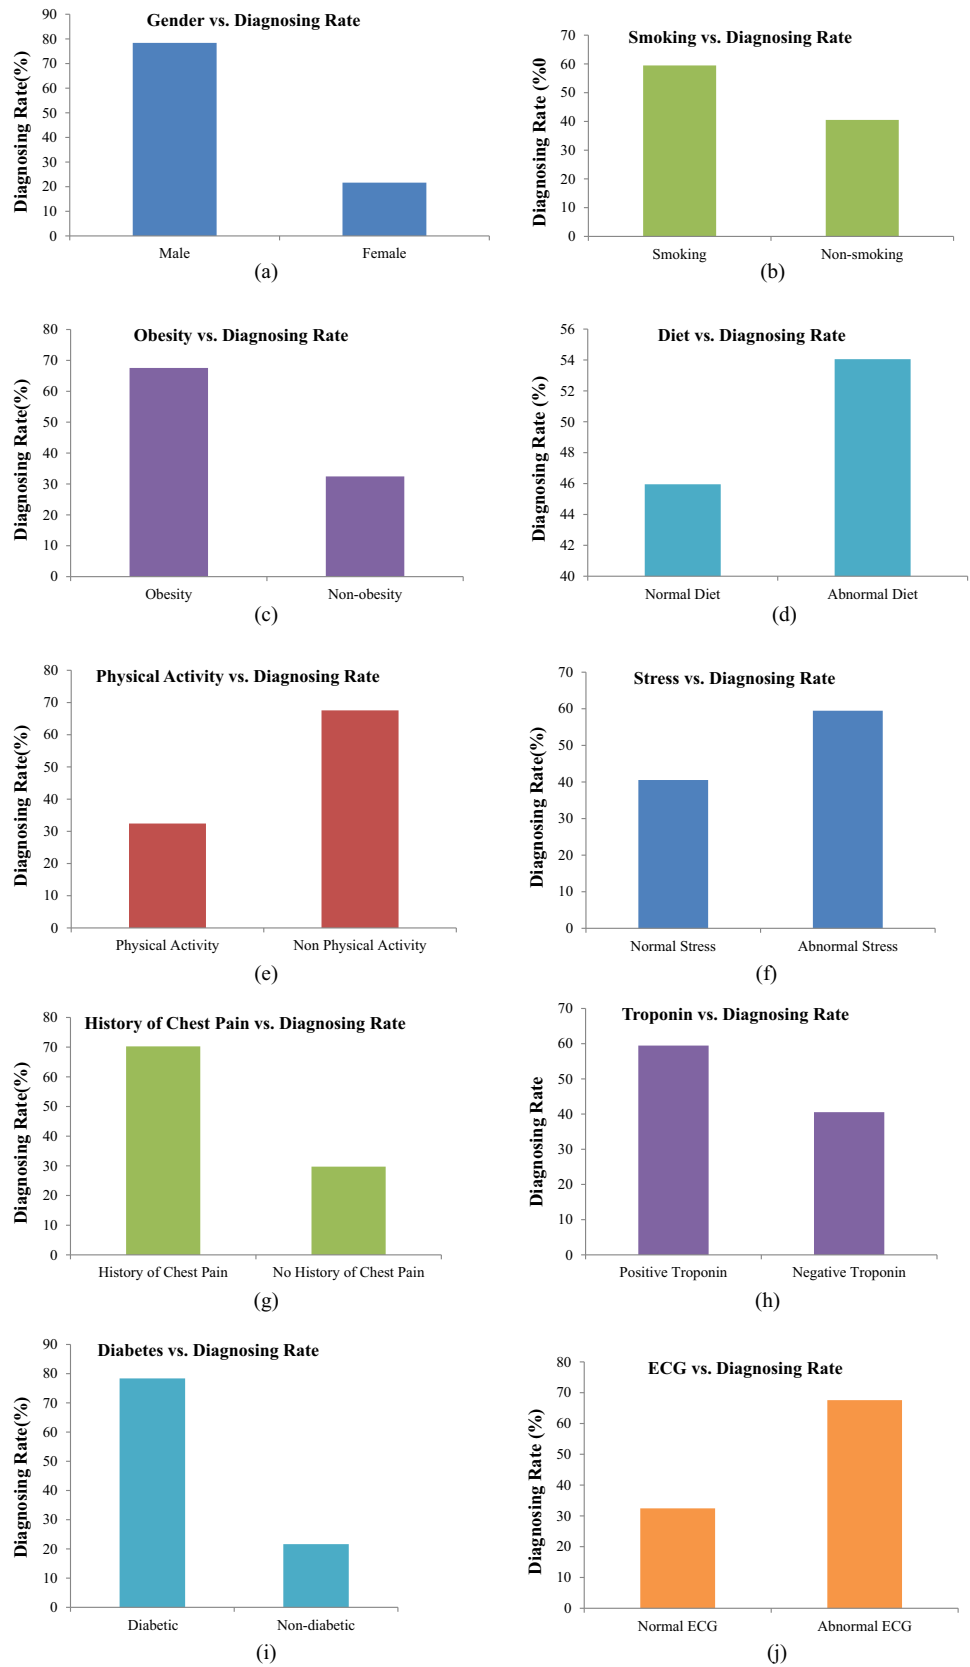 Gender vs. Diagnosing Rate
Diagnosing Rate(%)
90
80
70
60
50
40
30
20
10
0
Male Female
(a)
Smoking vs. Diagnosing Rate
Diagnosing Rate (%0
70
60
50
40
30
20
10
0
Smoking Non-smoking
(b)
Obesity vs. Diagnosing Rate
Diagnosing Rate(%)
80
70
60
50
40
30
20
10
0
Obesity Non-obesity
(c)
Diet vs. Diagnosing Rate
Diagnosing Rate (%)
56
54
52
50
48
46
44
42
40
Normal Diet Abnormal Diet
(d)
Physical Activity vs. Diagnosing Rate
Diagnosing Rate(%)
80
70
60
50
40
30
20
10
0
Physical Activity Non Physical Activity
(e)
Stress vs. Diagnosing Rate
Diagnosing Rate(%)
70
60
50
40
30
20
10
0
Normal Stress Abnormal Stress
(f)
History of Chest Pain vs. Diagnosing Rate
Diagnosing Rate(%)
80
70
60
50
40
30
20
10
0
History of Chest Pain No History of Chest Pain
(g)
Troponin vs. Diagnosing Rate
Diagnosing Rate
70
60
50
40
30
20
10
0
Positive Troponin Negative Troponin
(h)
Diabetes vs. Diagnosing Rate
Diagnosing Rate(%)
90
80
70
60
50
40
30
20
10
0
Diabetic Non-diabetic
(i)
ECG vs. Diagnosing Rate
Diagnosing Rate (%)
80
70
60
50
40
30
20
10
0
Normal ECG Abnormal ECG
(j)